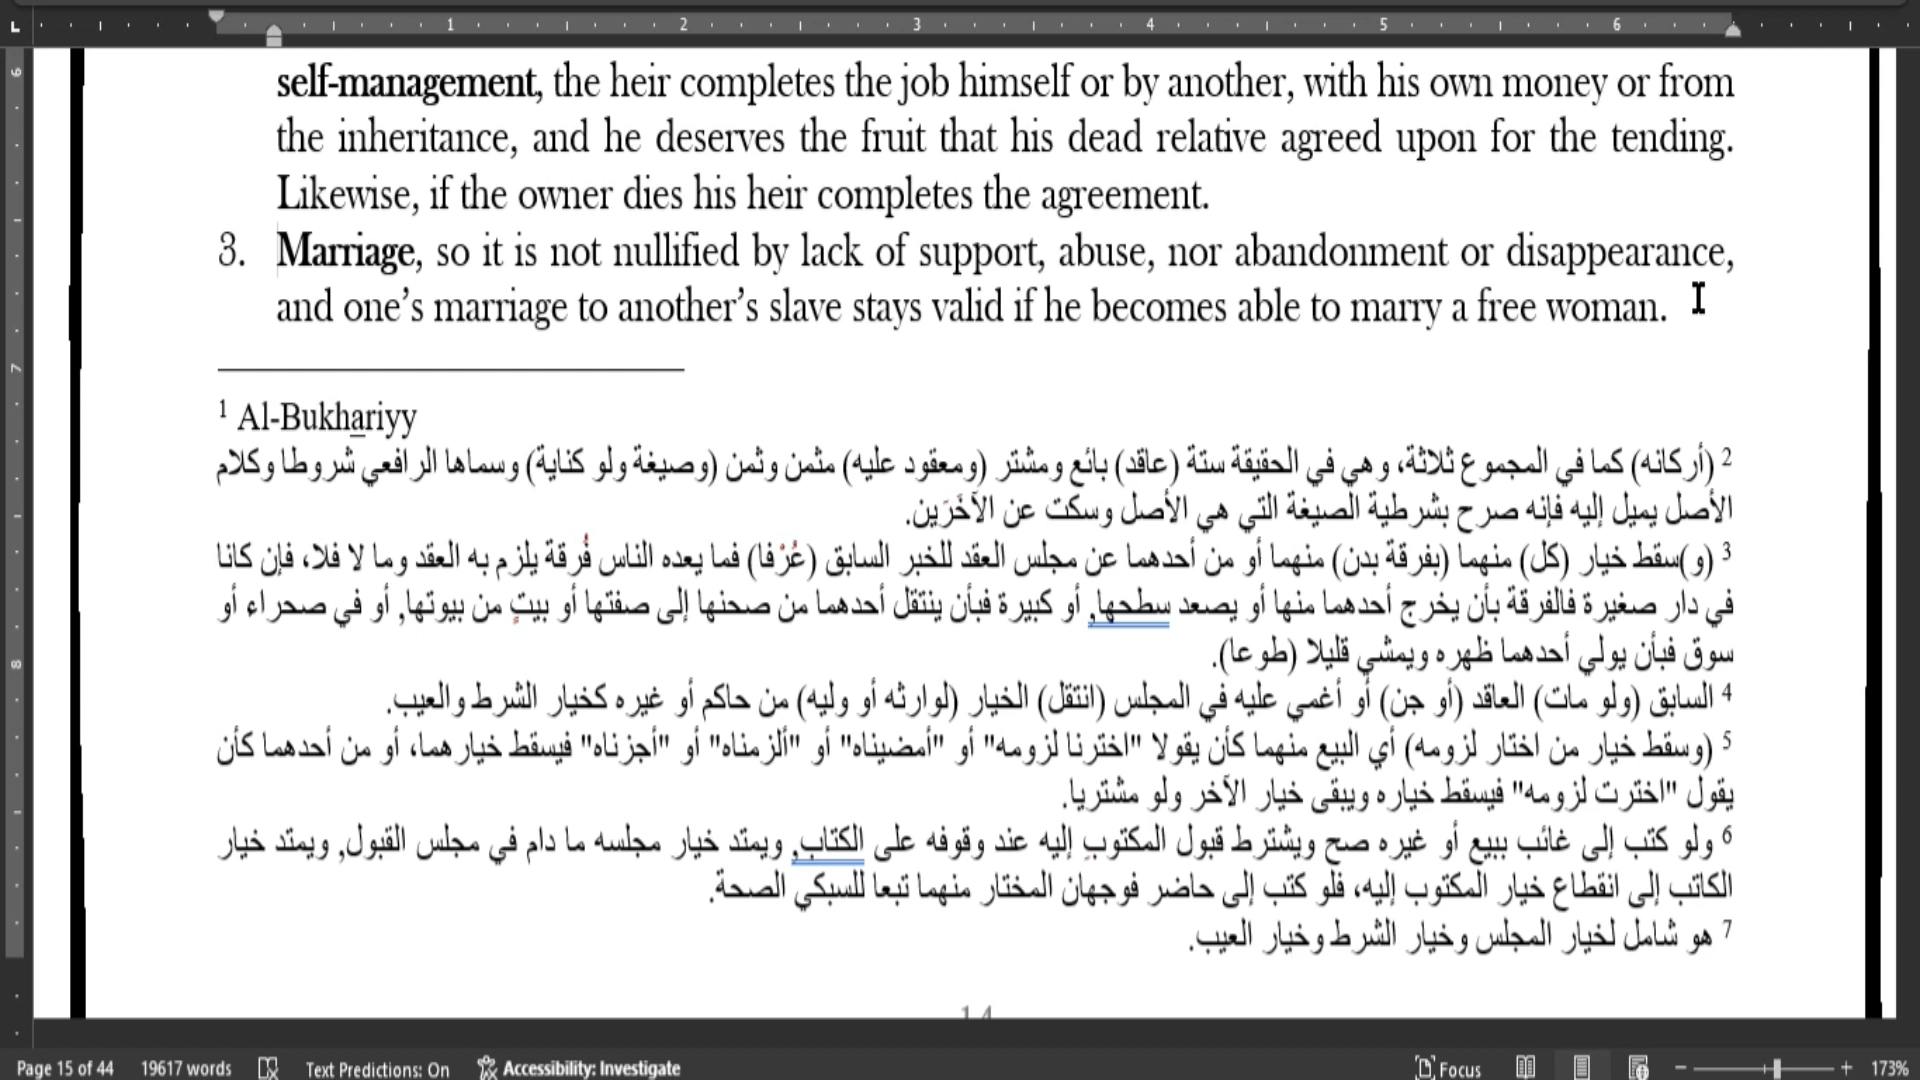 1 2 3 4 5 6
self-management, the heir completes the job himself or by another, with his own money or from
the inheritance, and he deserves the fruit that his dead relative agreed upon for the tending.
Likewise, if the owner dies his heir completes the agreement.
3. Marriage, so it is not nullified by lack of support, abuse, nor abandonment or disappearance,
and one’s marriage to another’s slave stays valid if he becomes able to marry a free woman.
1 Al-Bukhariyy
2 (أركانه) كما في المجموع ثلاثة، وهي في الحقيقة ستة (عاقد) بائع ومشتر (ومعقود عليه) مثمن وثمن (وصيغة ولو كناية) وسماها الرافعي شروطا وكلام
الأصل يميل إليه فإنه صرح بشرطية الصيغة التي هي الأصل وسكت عن الآخَرَين.
3 (و)سقط خيار (كل) منهما (بفرقة بدن) منهما أو من أحدهما عن مجلس العقد للخبر السابق (عُرْفا) فما يعده الناس فُرقة يلزم به العقد وما لا فلا، فإن كانا
في دار صغيرة فالفرقة بأن يخرج أحدهما منها أو يصعد سطحها, أو كبيرة فبأن ينتقل أحدهما من صحنها إلى صفتها أو بيتٍ من بيوتها, أو في صحراء أو
سوق فبأن يولي أحدهما ظهره ويمشي قليلا (طوعا).
4 السابق (ولو مات) العاقد (أو جن) أو أغمي عليه في المجلس (انتقل) الخيار (لوارثه أو وليه) من حاكم أو غيره كخيار الشرط والعيب.
5 (وسقط خيار من اختار لزومه) أي البيع منهما كأن يقولا "اخترنا لزومه" أو "أمضيناه" أو "ألزمناه" أو "أجزناه" فيسقط خيارهما، أو من أحدهما كأن
يقول "اخترت لزومه" فيسقط خياره ويبقى خيار الآخر ولو مشتريا.
6 ولو كتب إلى غائب ببيع أو غيره صح ويشترط قبول المكتوبِ إليه عند وقوفه على الكتاب, ويمتد خيار مجلسه ما دام في مجلس القبول, ويمتد خيار
الكاتب إلى انقطاع خيار المكتوب إليه، فلو كتب إلى حاضر فوجهان المختار منهما تبعا للسبكي الصحة.
7 هو شامل لخيار المجلس وخيار الشرط وخيار العيب.
14
Page 15 of 44 19617 words Text Predictions: On Accessibility: Investigate Focus 173%